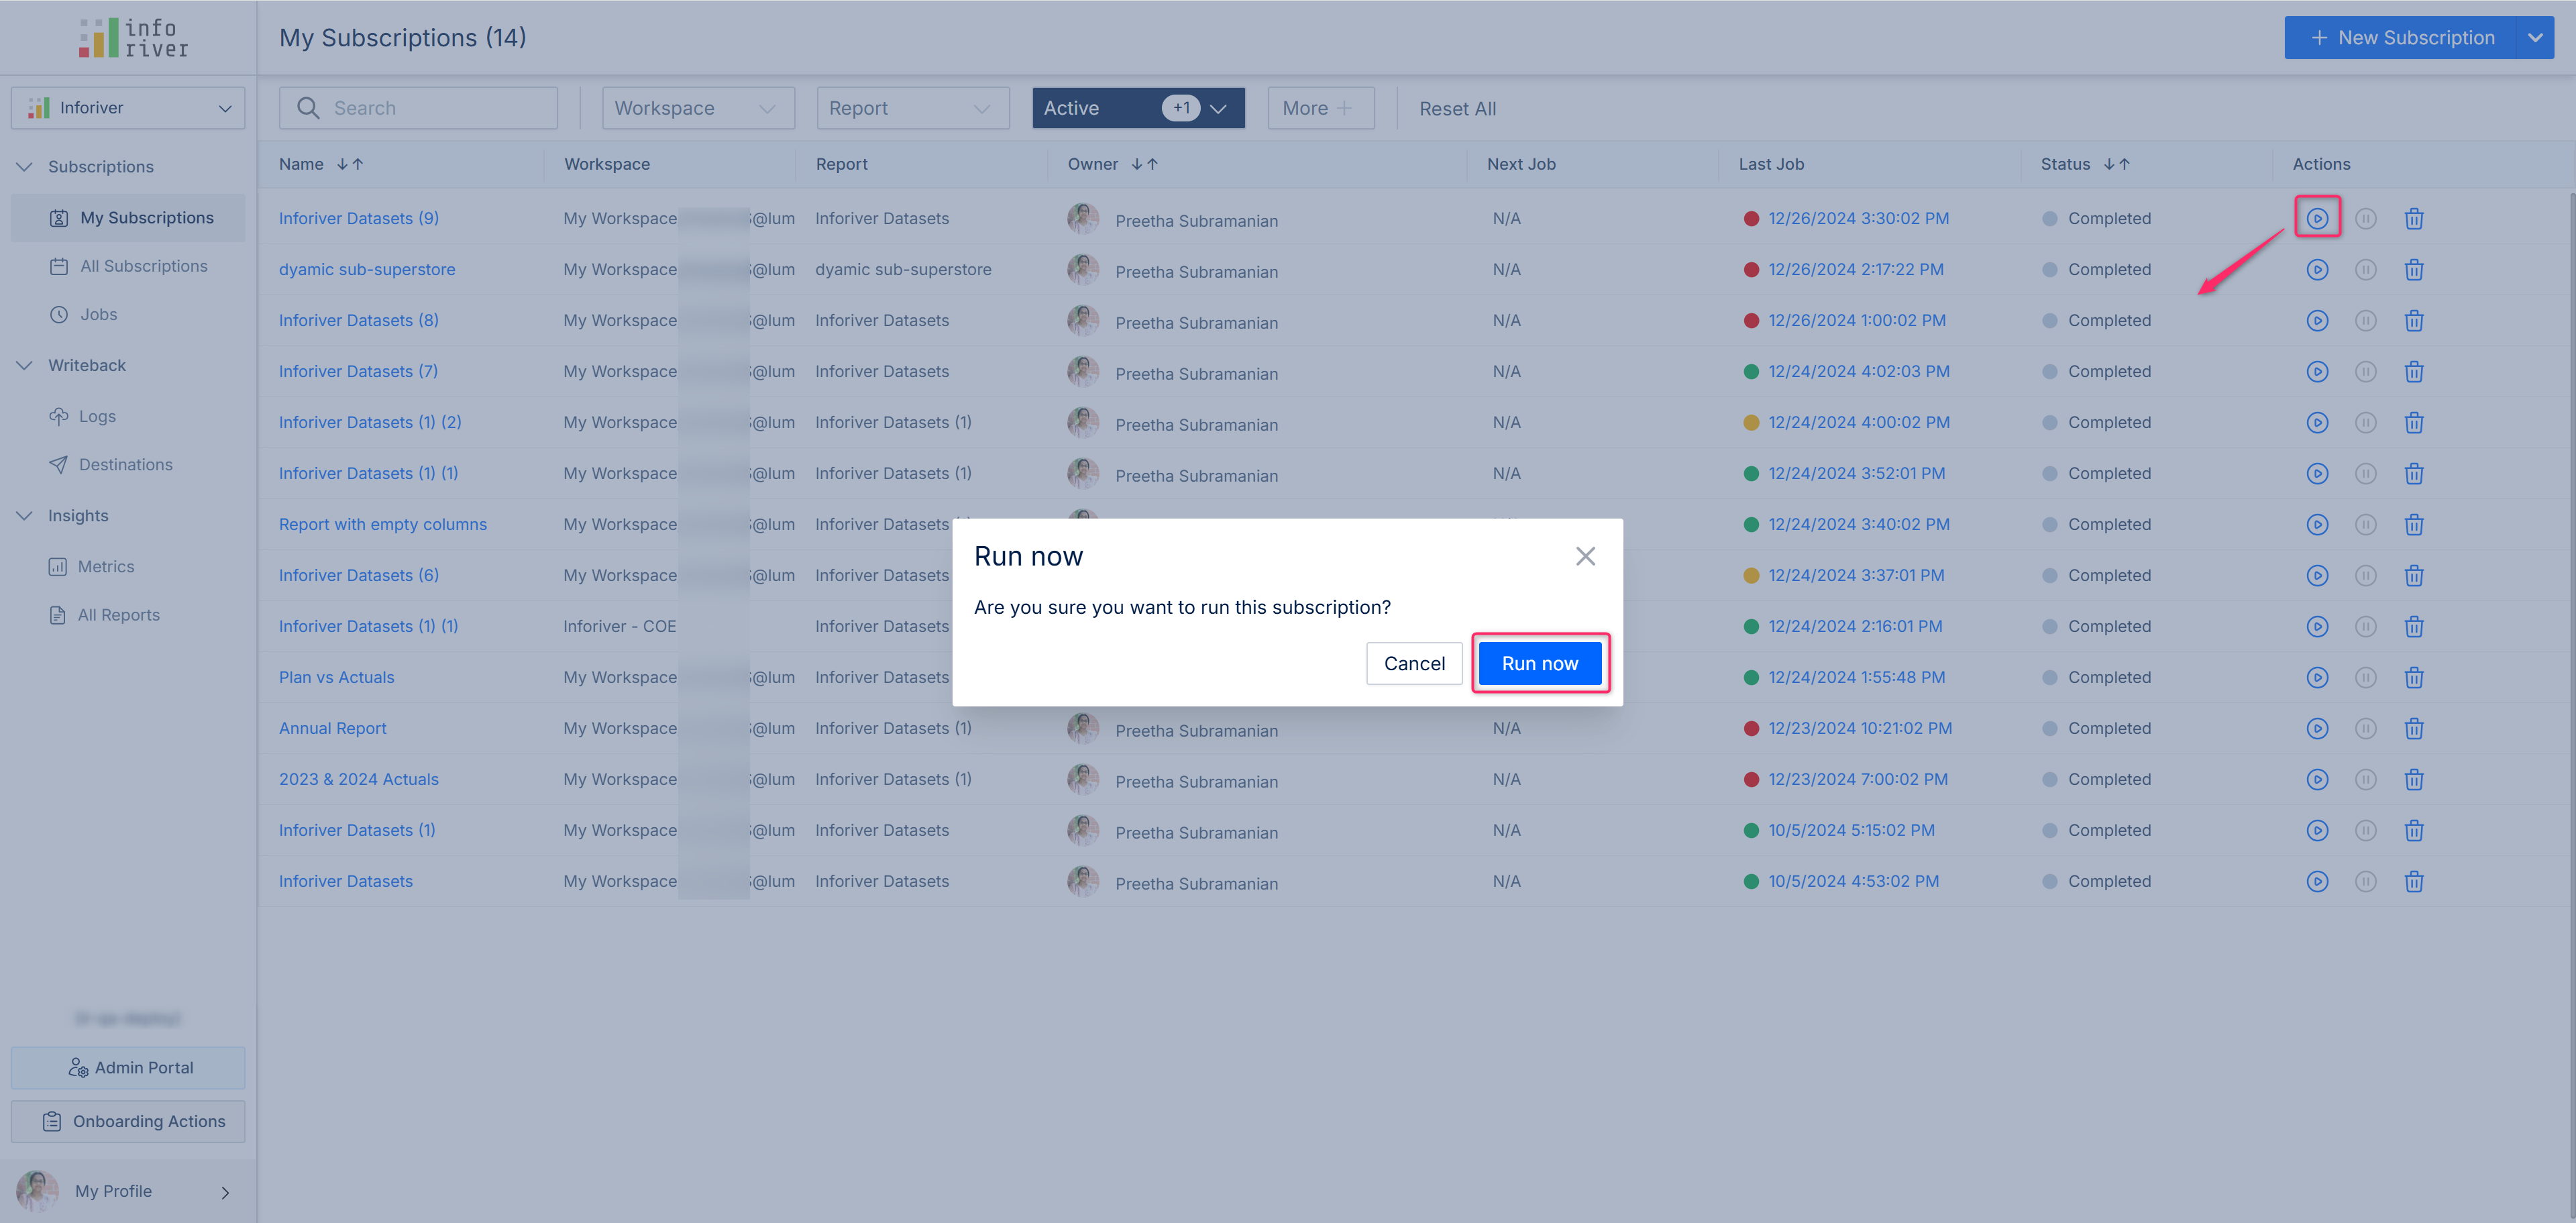 info
river
My Subscriptions (14)
New Subscription
Inforiver
Search
Workspace
Report
Active +1
More
Reset All
Subscriptions
My Subscriptions
All Subscriptions
Jobs
Writeback
Logs
Destinations
Insights
Metrics
All Reports
Admin Portal
Onboarding Actions
My Profile
Name Workspace Report Owner Next Job Last Job Status Actions
Inforiver Datasets (9) My Workspace @lum Inforiver Datasets Preetha Subramanian N/A 12/26/2024 3:30:02 PM Completed
dyamic sub-superstore My Workspace @lum dyamic sub-superstore Preetha Subramanian N/A 12/26/2024 2:17:22 PM Completed
Inforiver Datasets (8) My Workspace @lum Inforiver Datasets Preetha Subramanian N/A 12/26/2024 1:00:02 PM Completed
Inforiver Datasets (7) My Workspace @lum Inforiver Datasets Preetha Subramanian N/A 12/24/2024 4:02:03 PM Completed
Inforiver Datasets (1) (2) My Workspace @lum Inforiver Datasets (1) Preetha Subramanian N/A 12/24/2024 4:00:02 PM Completed
Inforiver Datasets (1) (1) My Workspace @lum Inforiver Datasets (1) Preetha Subramanian N/A 12/24/2024 3:52:01 PM Completed
Report with empty columns My Workspace @lum Inforiver Datasets 12/24/2024 3:40:02 PM Completed
Inforiver Datasets (6) My Workspace @lum Inforiver Datasets 12/24/2024 3:37:01 PM Completed
Inforiver Datasets (1) (1) Inforiver - COE Inforiver Datasets 12/24/2024 2:16:01 PM Completed
Plan vs Actuals My Workspace @lum Inforiver Datasets 12/24/2024 1:55:48 PM Completed
Annual Report My Workspace @lum Inforiver Datasets (1) Preetha Subramanian N/A 12/23/2024 10:21:02 PM Completed
2023 & 2024 Actuals My Workspace @lum Inforiver Datasets (1) Preetha Subramanian N/A 12/23/2024 7:00:02 PM Completed
Inforiver Datasets (1) My Workspace @lum Inforiver Datasets Preetha Subramanian N/A 10/5/2024 5:15:02 PM Completed
Inforiver Datasets My Workspace @lum Inforiver Datasets Preetha Subramanian N/A 10/5/2024 4:53:02 PM Completed
Run now
Are you sure you want to run this subscription?
Cancel
Run now